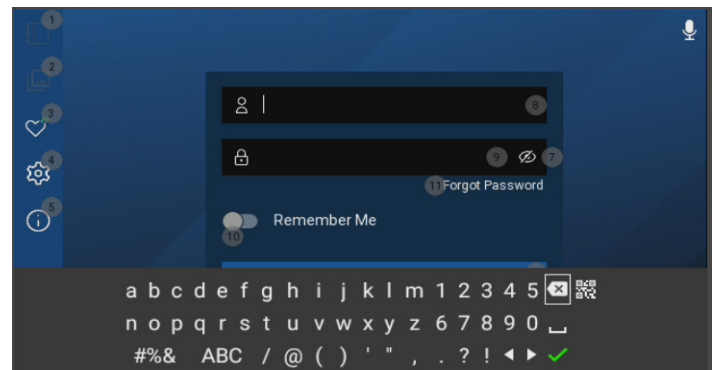 1
2
3
4
5
8
9
7
11 Forgot Password
Remember Me
10
a b c d e f g h i j k l m 1 2 3 4 5
n o p q r s t u v w x y z 6 7 8 9 0
#%& ABC / @ ( ) ' " , . ? !